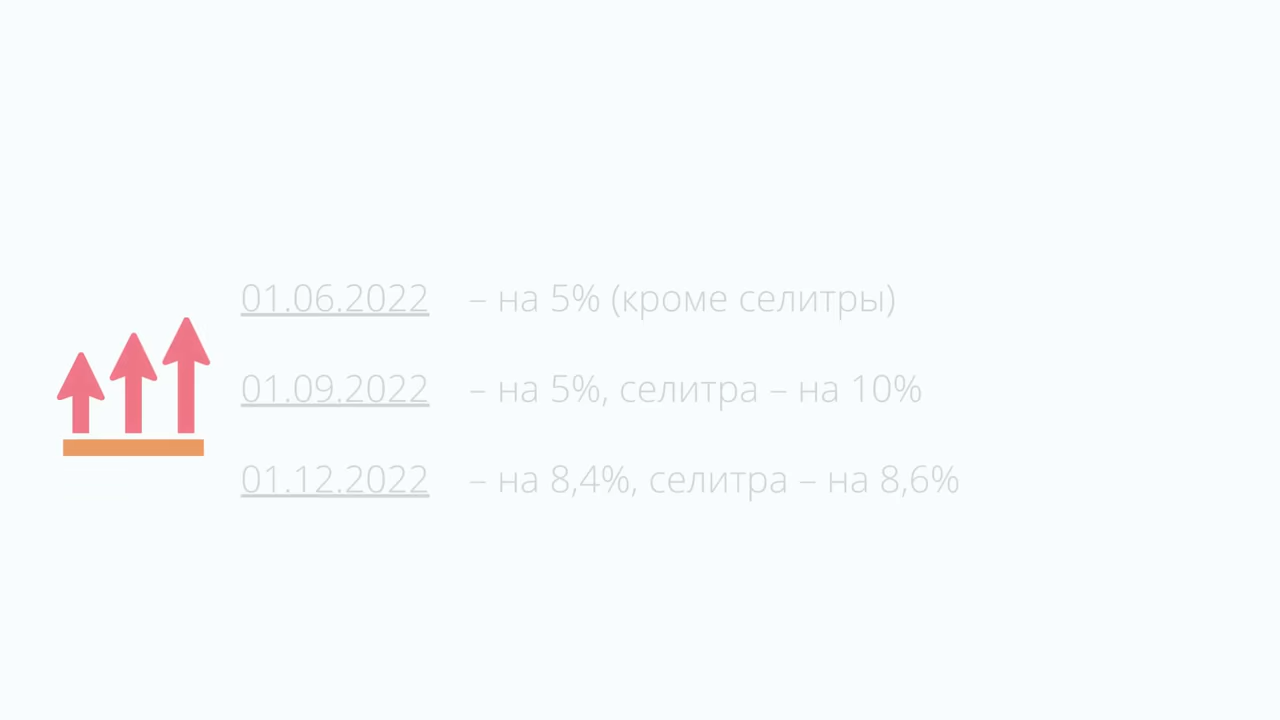 01.06.2022 – на 5% (кроме селитры)
01.09.2022 – на 5%, селитра – на 10%
01.12.2022 – на 8,4%, селитра – на 8,6%